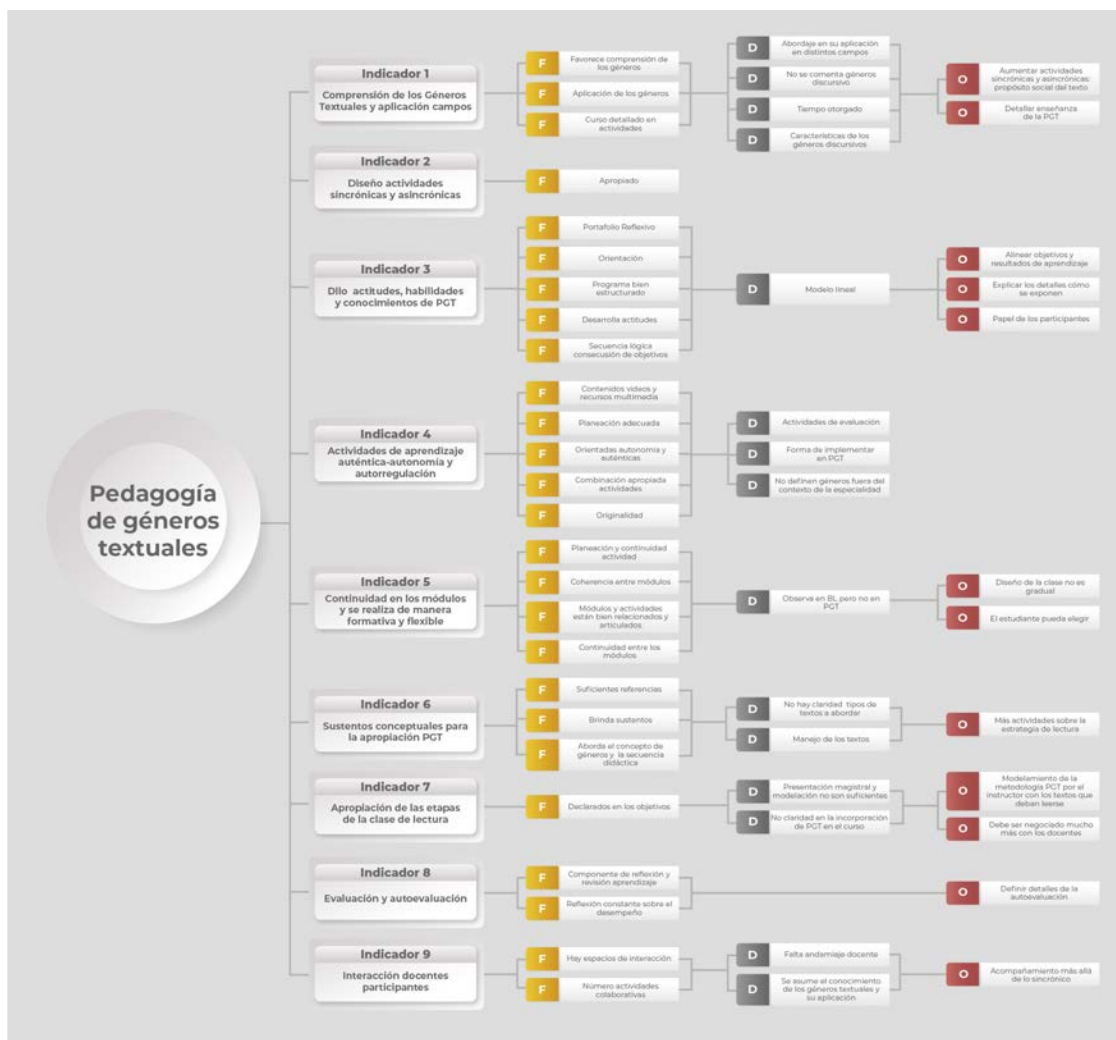 Pedagogía
de géneros
textuales
Indicador 1
Comprensión de los Géneros
Textuales y aplicación campos
F
Favorece comprensión de
los géneros
F
Aplicación de los géneros
F
Curso detallado en
actividades
D
Abordaje en su aplicación
en distintos campos
D
No se comenta géneros
discursivo
D
Tiempo otorgado
D
Características de los
géneros discursivos
O
Aumentar actividades
sincrónicas y asincrónicas:
propósito social del texto
O
Detallar enseñanza
de la PGT
Indicador 2
Diseño actividades
síncrónicas y asincrónicas
F
Apropiado
Indicador 3
Dllo actitudes, habilidades
y conocimientos de PGT
F
Portafolio Reflexivo
F
Orientación
F
Programa bien
estructurado
F
Desarrolla actitudes
F
Secuencia lógica
consecusión de objetivos
D
Modelo lineal
O
Alinear objetivos y
resultados de aprendizaje
O
Explicar los detalles cómo
se exponen
O
Papel de los participantes
Indicador 4
Actividades de aprendizaje
auténtica-autonomía y
autorregulación
F
Contenidos videos y
recursos multimedia
F
Planeación adecuada
F
Orientadas autonomia y
auténticas
F
Combinación apropiada
actividades
F
Originalidad
D
Actividades de evaluación
D
Forma de implementar
en PGT
D
No definen géneros fuera del
contexto de la especialidad
Indicador 5
Continuidad en los módulos
y se realiza de manera
formativa y flexible
F
Planeación y continuidad
actividad
F
Coherencia entre módulos
F
Módulos y actividades
están bien relacionados y
articulados
F
Continuidad entre los
módulos
D
Observa en BL pero no en
PGT
O
Diseño de la clase no es
gradual
O
El estudiante pueda elegir
Indicador 6
Sustentos conceptuales para
la apropiación PGT
F
Suficientes referencias
F
Brinda sustentos
F
Aborda el concepto de
géneros y la secuencia
didáctica
D
No hay claridad tipos de
textos a abordar
D
Manejo de los textos
O
Más actividades sobre la
estrategia de lectura
Indicador 7
Apropiación de las etapas
de la clase de lectura
F
Declarados en los objetivos
D
Presentación magistral y
modelación no son suficientes
D
No claridad en la incorporación
de PGT en el curso
O
Modelamiento de la
metodología PGT por el
instructor con los textos que
deban leerse
O
Debe ser negociado mucho
más con los docentes
Indicador 8
Evaluación y autoevaluación
F
Componente de reflexión y
revisión aprendizaje
F
Reflexión constante sobre el
desempeño
O
Definir detalles de la
autoevaluación
Indicador 9
Interacción docentes
participantes
F
Hay espacios de interacción
F
Número actividades
colaborativas
D
Falta andamiaje docente
D
Se asume el conocimiento
de los géneros textuales y
su aplicación
O
Acompañamiento más allá
de lo sincrónico